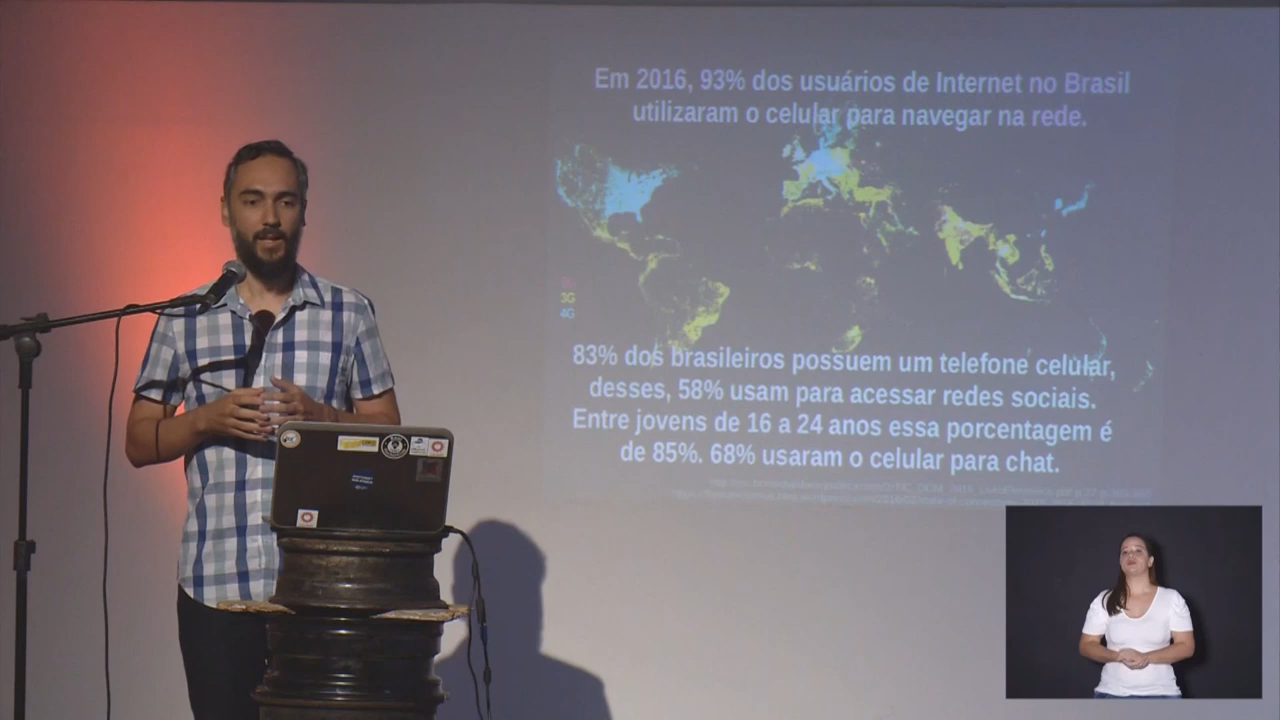 Em 2016, 93% dos usuários de Internet no Brasil
utilizaram o celular para navegar na rede.
3G
4G
83% dos brasileiros possuem um telefone celular,
desses, 58% usam para acessar redes sociais.
Entre jovens de 16 a 24 anos essa porcentagem é
de 85%. 68% usaram o celular para chat.